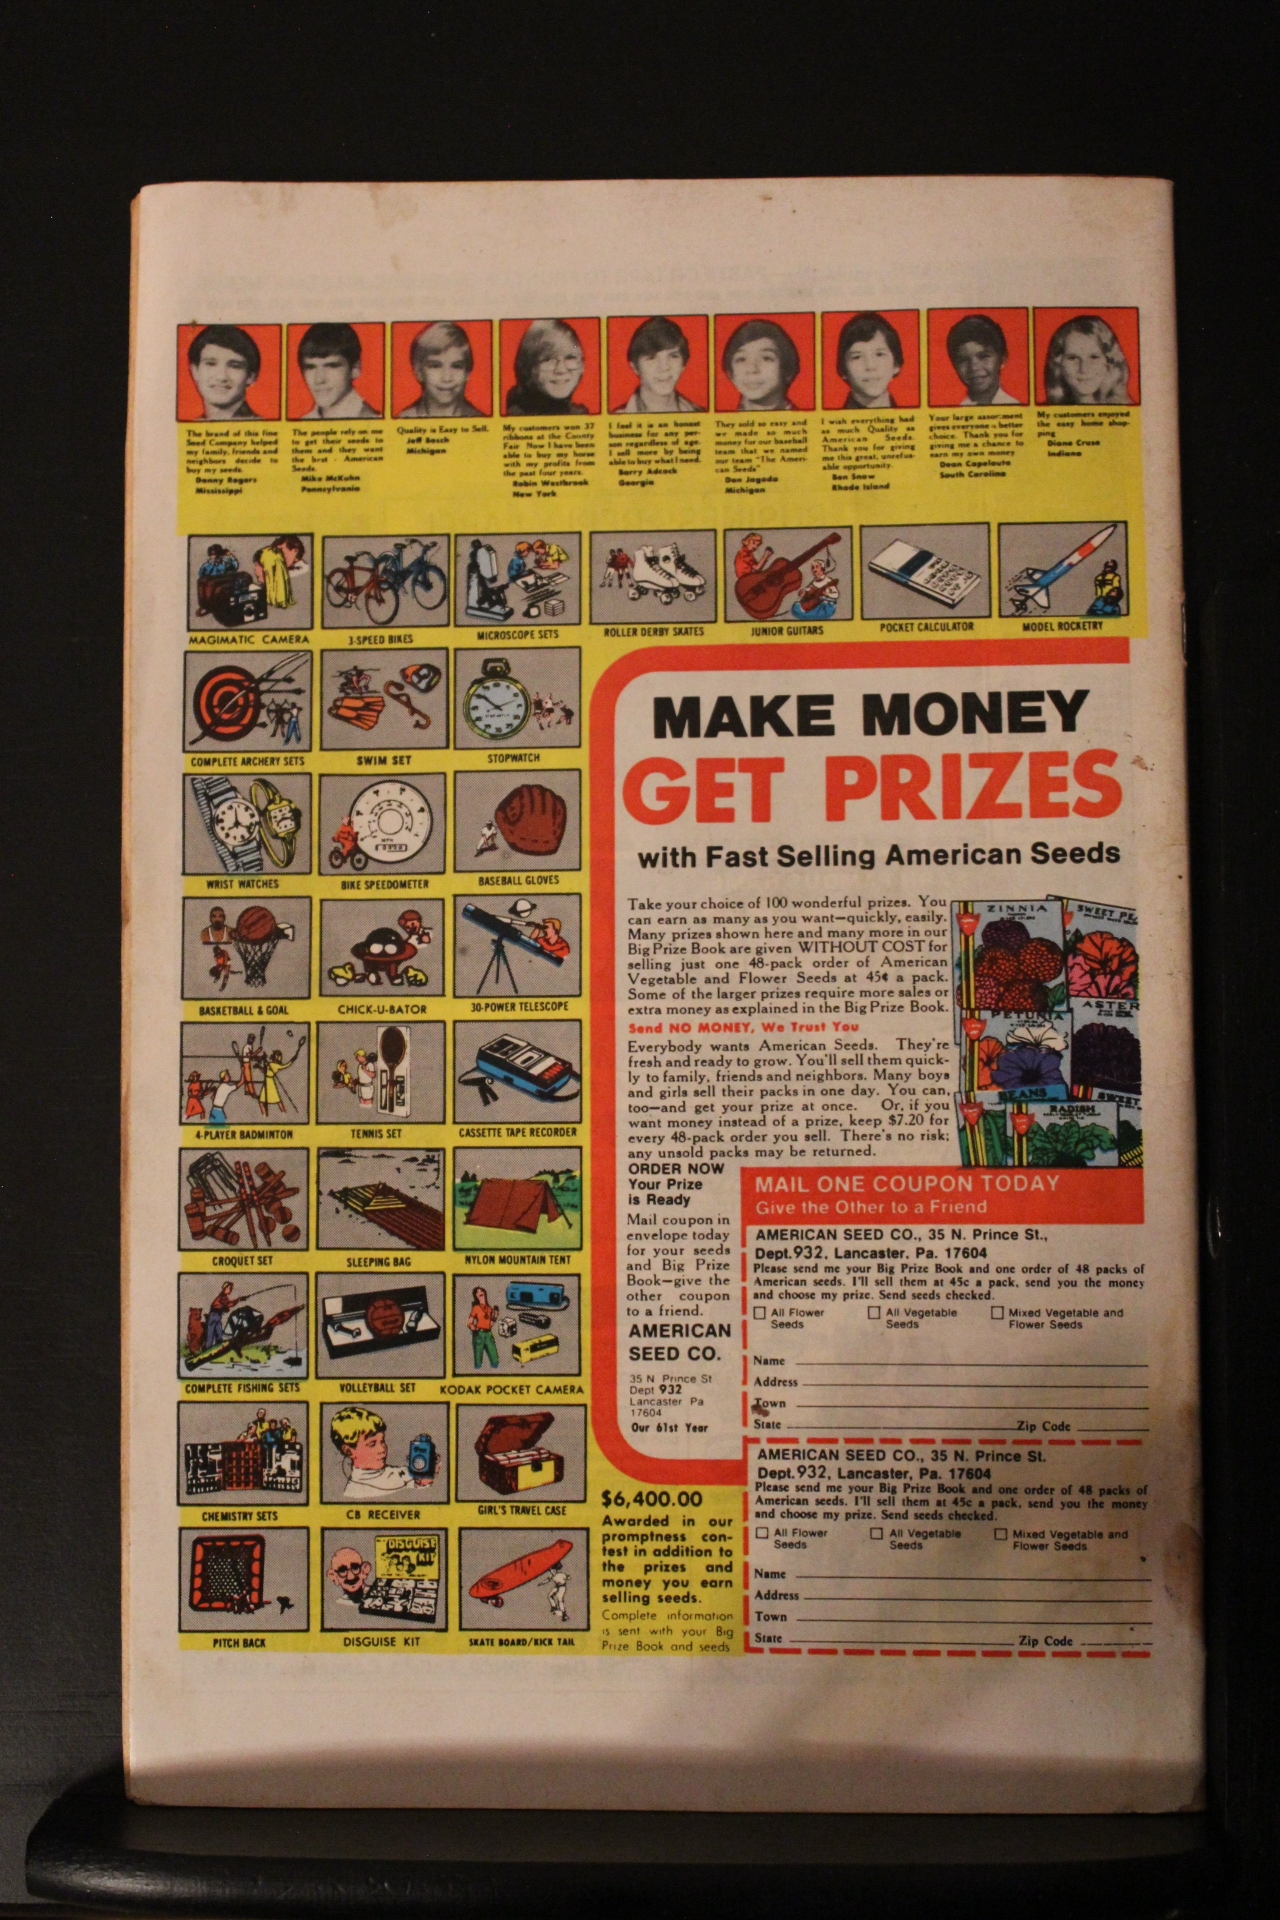 The brand of this fine
Seed Company helped
my family, friends and
neighbors decide to
buy my seeds.
Danny Rogers
Mississippi
The people rely on me
to get their seeds to
them and they want
the best - American
Seeds.
Mike McKuhn
Pennsylvania
Quality is Easy to Sell.
Jeff Bosch
Michigan
My customers won 37
ribbons at the County
Fair Now I have been
able to buy my horse
with my profits from
the past four years.
Robin Westbrook
New York
I feel it is an honest
business for any per-
son regardless of age.
I sell more by being
able to buy what I need.
Barry Adcock
Georgia
They sold so easy and
we made so much
money for our baseball
team that we named
our team "The Ameri-
can Seeds"
Don Jagoda
Michigan
I wish everything had
as much Quality as
American Seeds.
Thank you for giving
me this great, unrefus-
able opportunity.
Ben Snow
Rhode Island
Your large assortment
gives everyone a better
choice. Thank you for
giving me a chance to
earn my own money
Dean Capelouto
South Carolina
My customers enjoyed
the easy home shop-
ping
Diane Cruse
Indiana
MAGIMATIC CAMERA
3-SPEED BIKES
MICROSCOPE SETS
ROLLER DERBY SKATES
JUNIOR GUITARS
POCKET CALCULATOR
MODEL ROCKETRY
COMPLETE ARCHERY SETS
SWIM SET
STOPWATCH
WRIST WATCHES
BIKE SPEEDOMETER
BASEBALL GLOVES
BASKETBALL & GOAL
CHICK-U-BATOR
30-POWER TELESCOPE
4-PLAYER BADMINTON
TENNIS SET
CASSETTE TAPE RECORDER
CROQUET SET
SLEEPING BAG
NYLON MOUNTAIN TENT
COMPLETE FISHING SETS
VOLLEYBALL SET
KODAK POCKET CAMERA
CHEMISTRY SETS
CB RECEIVER
GIRL'S TRAVEL CASE
DISGUISE
KIT
PITCH BACK
DISGUISE KIT
SKATE BOARD/KICK TAIL
MAKE MONEY
GET PRIZES
with Fast Selling American Seeds
Take your choice of 100 wonderful prizes. You
can earn as many as you want—quickly, easily.
Many prizes shown here and many more in our
Big Prize Book are given WITHOUT COST for
selling just one 48-pack order of American
Vegetable and Flower Seeds at 45¢ a pack.
Some of the larger prizes require more sales or
extra money as explained in the Big Prize Book.
Send NO MONEY, We Trust You
Everybody wants American Seeds. They're
fresh and ready to grow. You'll sell them quick-
ly to family, friends and neighbors. Many boys
and girls sell their packs in one day. You can,
too—and get your prize at once. Or, if you
want money instead of a prize, keep $7.20 for
every 48-pack order you sell. There's no risk;
any unsold packs may be returned.
ZINNIA
SWEET PE
ASTER
PETUNIA
BEANS
SWEET
RADISH
ORDER NOW
Your Prize
is Ready
Mail coupon in
envelope today
for your seeds
and Big Prize
Book—give the
other coupon
to a friend.
AMERICAN
SEED CO.
35 N Prince St
Dept 932
Lancaster Pa
17604
Our 61st Year
$6,400.00
Awarded in our
promptness con-
test in addition to
the prizes and
money you earn
selling seeds.
Complete information
is sent with your Big
Prize Book and seeds
MAIL ONE COUPON TODAY
Give the Other to a Friend
AMERICAN SEED CO., 35 N. Prince St.,
Dept.932, Lancaster, Pa. 17604
Please send me your Big Prize Book and one order of 48 packs of
American seeds. I'll sell them at 45c a pack, send you the money
and choose my prize. Send seeds checked.
All Flower
Seeds
All Vegetable
Seeds
Mixed Vegetable and
Flower Seeds
Name
Address
Town
State Zip Code
AMERICAN SEED CO., 35 N. Prince St.
Dept.932, Lancaster, Pa. 17604
Please send me your Big Prize Book and one order of 48 packs of
American seeds. I'll sell them at 45c a pack, send you the money
and choose my prize. Send seeds checked.
All Flower
Seeds
All Vegetable
Seeds
Mixed Vegetable and
Flower Seeds
Name
Address
Town
State Zip Code